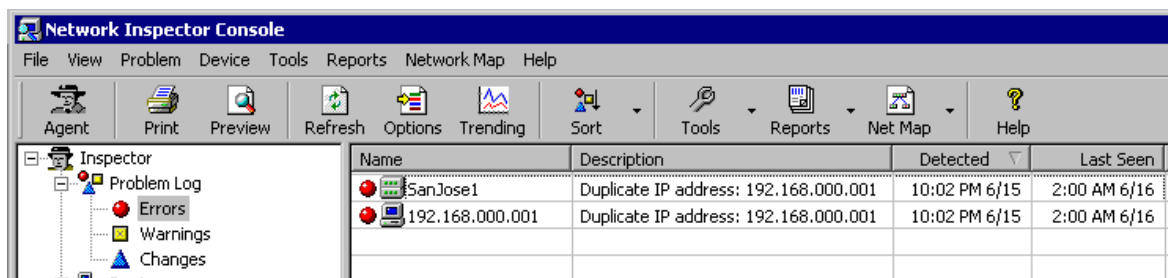 Network Inspector Console
File View Problem Device Tools Reports Network Map Help
Agent Print Preview Refresh Options Trending Sort Tools Reports Net Map Help
Inspector
Problem Log
Errors
Warnings
Changes
Name Description Detected Last Seen
SanJose1 Duplicate IP address: 192.168.000.001 10:02 PM 6/15 2:00 AM 6/16
192.168.000.001 Duplicate IP address: 192.168.000.001 10:02 PM 6/15 2:00 AM 6/16